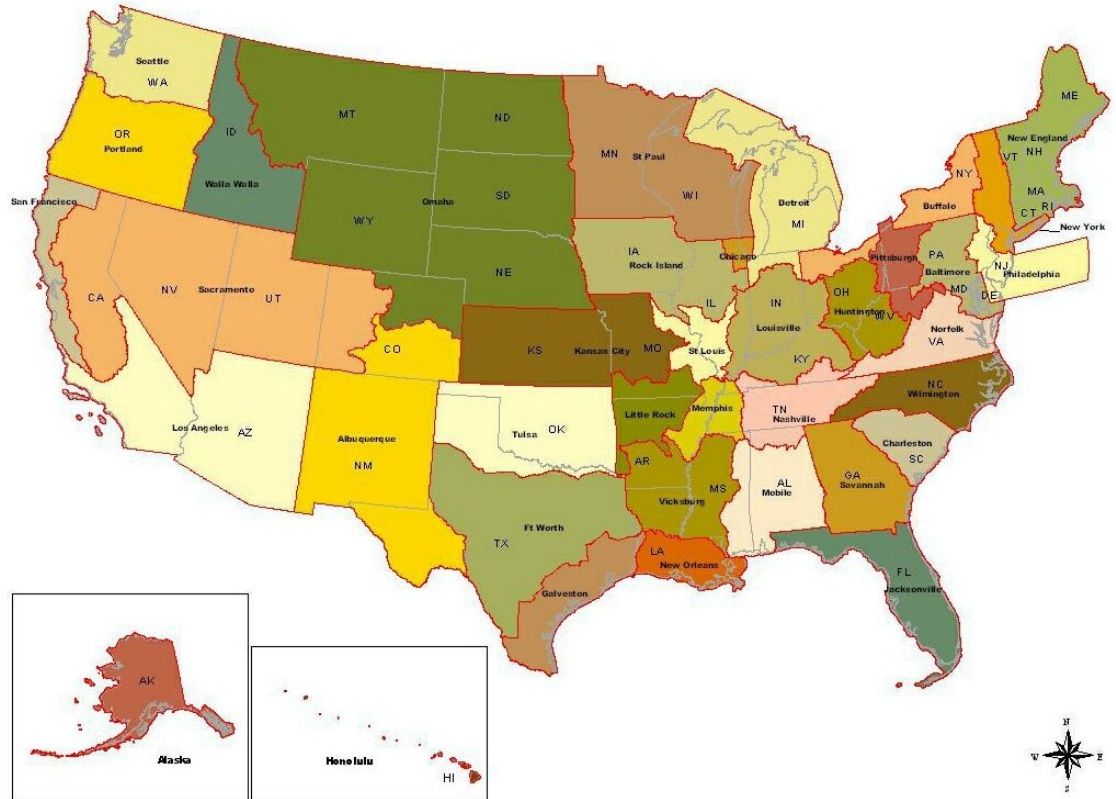 Seattle
WA
ME
OR
Portland
ID
MT
ND
New England
VT
NH
MN
St Paul
NY
Walla Walla
San Francisco
WY
Omaha
SD
WI
MA
CT
RI
Buffalo
Detroit
MI
New York
IA
Rock Island
Chicago
Pittsburgh
PA
Baltimore
NJ
Philadelphia
NE
CA
NV
Sacramento
UT
IL
IN
Louisville
OH
Huntington
WV
MD
DE
CO
KS
Kansas City
MO
St Louis
KY
Norfolk
VA
NC
Wilmington
Los Angeles
AZ
Albuquerque
NM
Tulsa
OK
Little Rock
Memphis
TN
Nashville
Charleston
SC
AR
MS
Vicksburg
AL
Mobile
GA
Savannah
Ft Worth
TX
LA
New Orleans
FL
Jacksonville
Galveston
AK
Alaska
Honolulu
HI
N
W
E
S